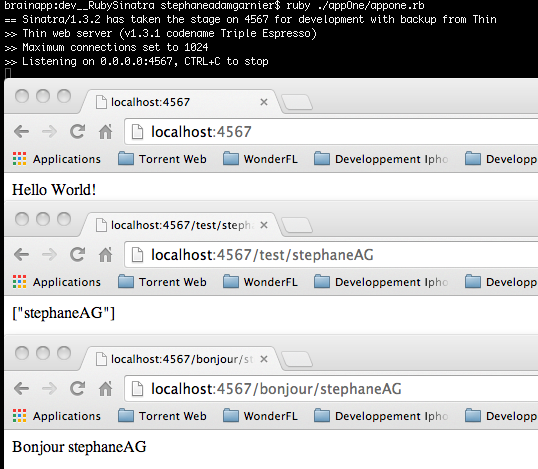 brainapp:dev__RubySinatra stephaneadamgarnier$ ruby ./appOne/appone.rb
== Sinatra/1.3.2 has taken the stage on 4567 for development with backup from Thin
>> Thin web server (v1.3.1 codename Triple Espresso)
>> Maximum connections set to 1024
>> Listening on 0.0.0.0:4567, CTRL+C to stop
localhost:4567
localhost:4567
Applications Torrent Web WonderFL Developpement Ipho Developp
Hello World!
localhost:4567/test/steph
localhost:4567/test/stephaneAG
Applications Torrent Web WonderFL Developpement Ipho Developp
["stephaneAG"]
localhost:4567/bonjour/st
localhost:4567/bonjour/stephaneAG
Applications Torrent Web WonderFL Developpement Ipho Developp
Bonjour stephaneAG